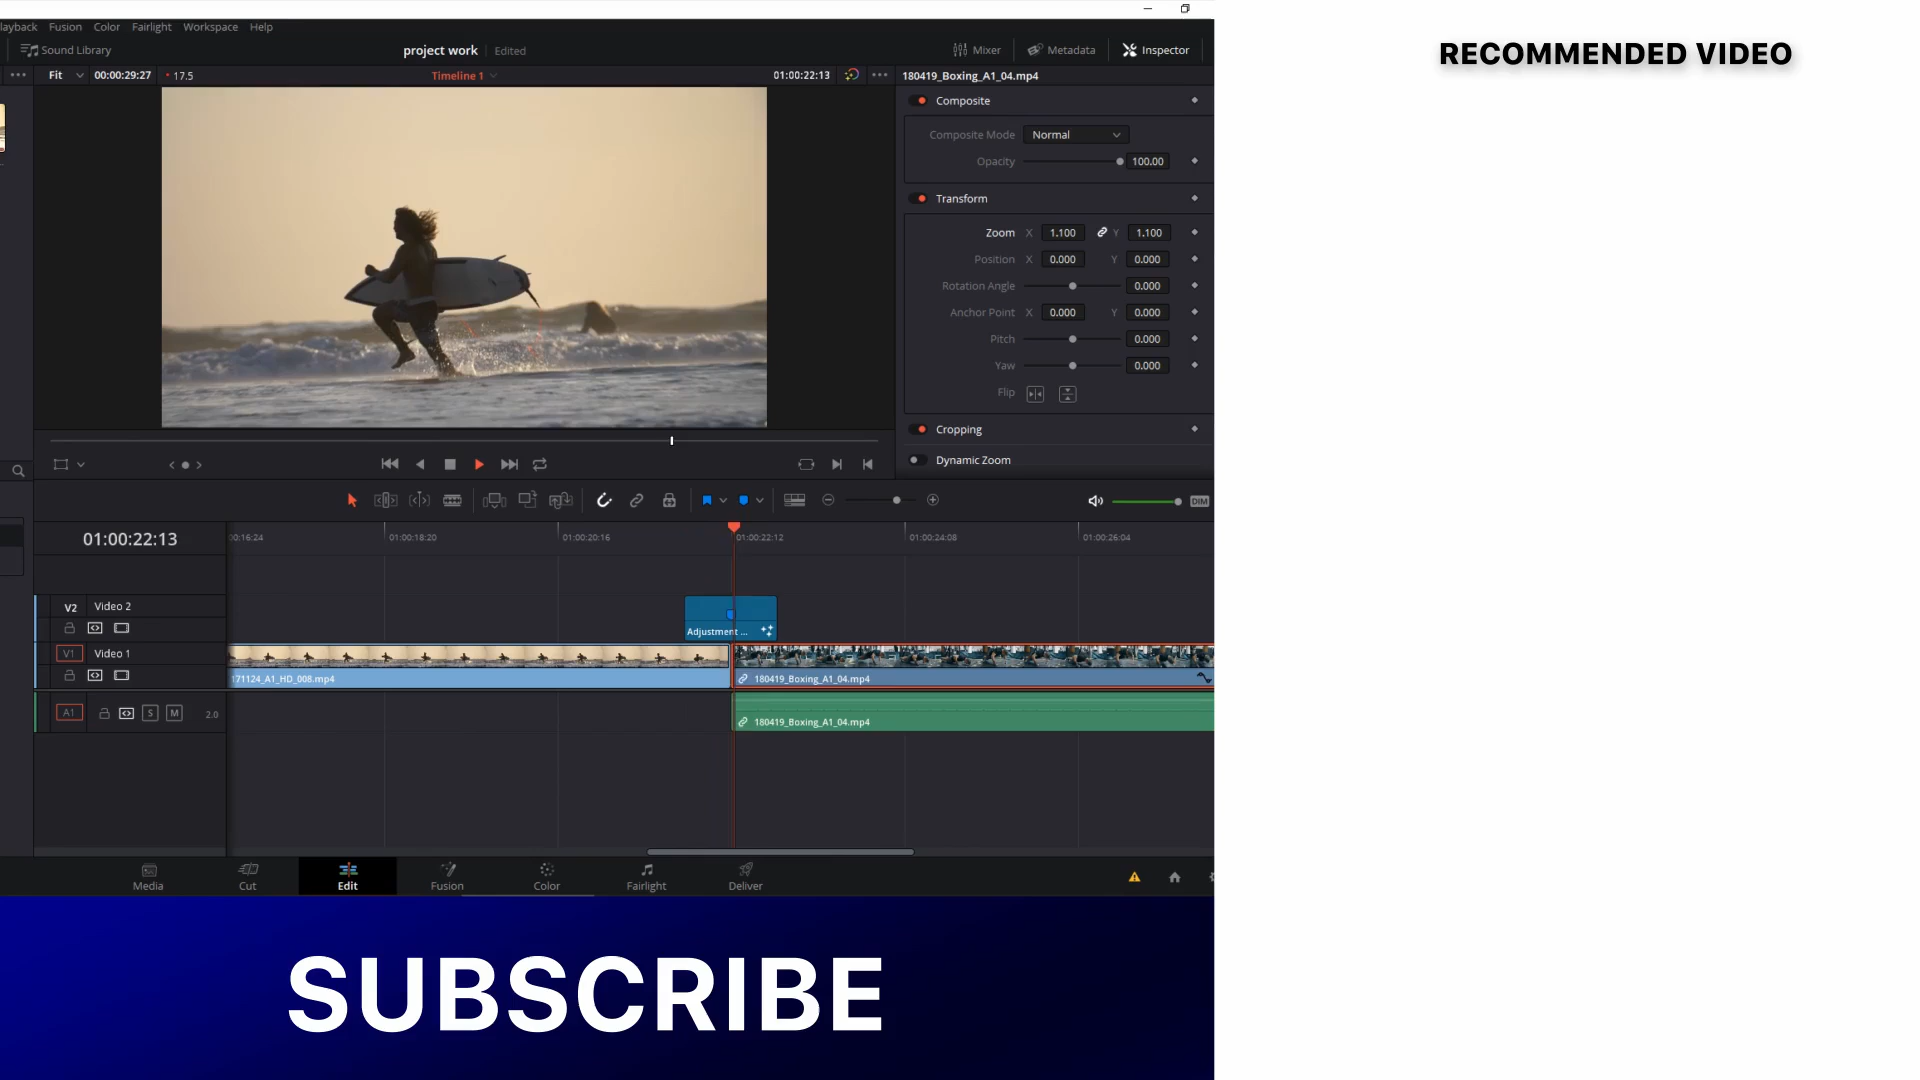 layback Fusion Color Fairlight Workspace Help
Sound Library
project work
Edited
Mixer
Metadata
Inspector
Fit
00:00:29:27
17.5
Timeline 1
01:00:22:13
180419_Boxing_A1_04.mp4
RECOMMENDED VIDEO
Composite
Composite Mode Normal
Opacity 100.00
Transform
Zoom X 1.100 Y 1.100
Position X 0.000 Y 0.000
Rotation Angle 0.000
Anchor Point X 0.000 Y 0.000
Pitch 0.000
Yaw 0.000
Flip
Cropping
Dynamic Zoom
DIM
01:00:22:13
00:16:24
01:00:18:20
01:00:20:16
01:00:22:12
01:00:24:08
01:00:26:04
V2 Video 2
Adjustment ...
V1 Video 1
171124_A1_HD_008.mp4
180419_Boxing_A1_04.mp4
A1 S M 2.0
180419_Boxing_A1_04.mp4
Media
Cut
Edit
Fusion
Color
Fairlight
Deliver
SUBSCRIBE